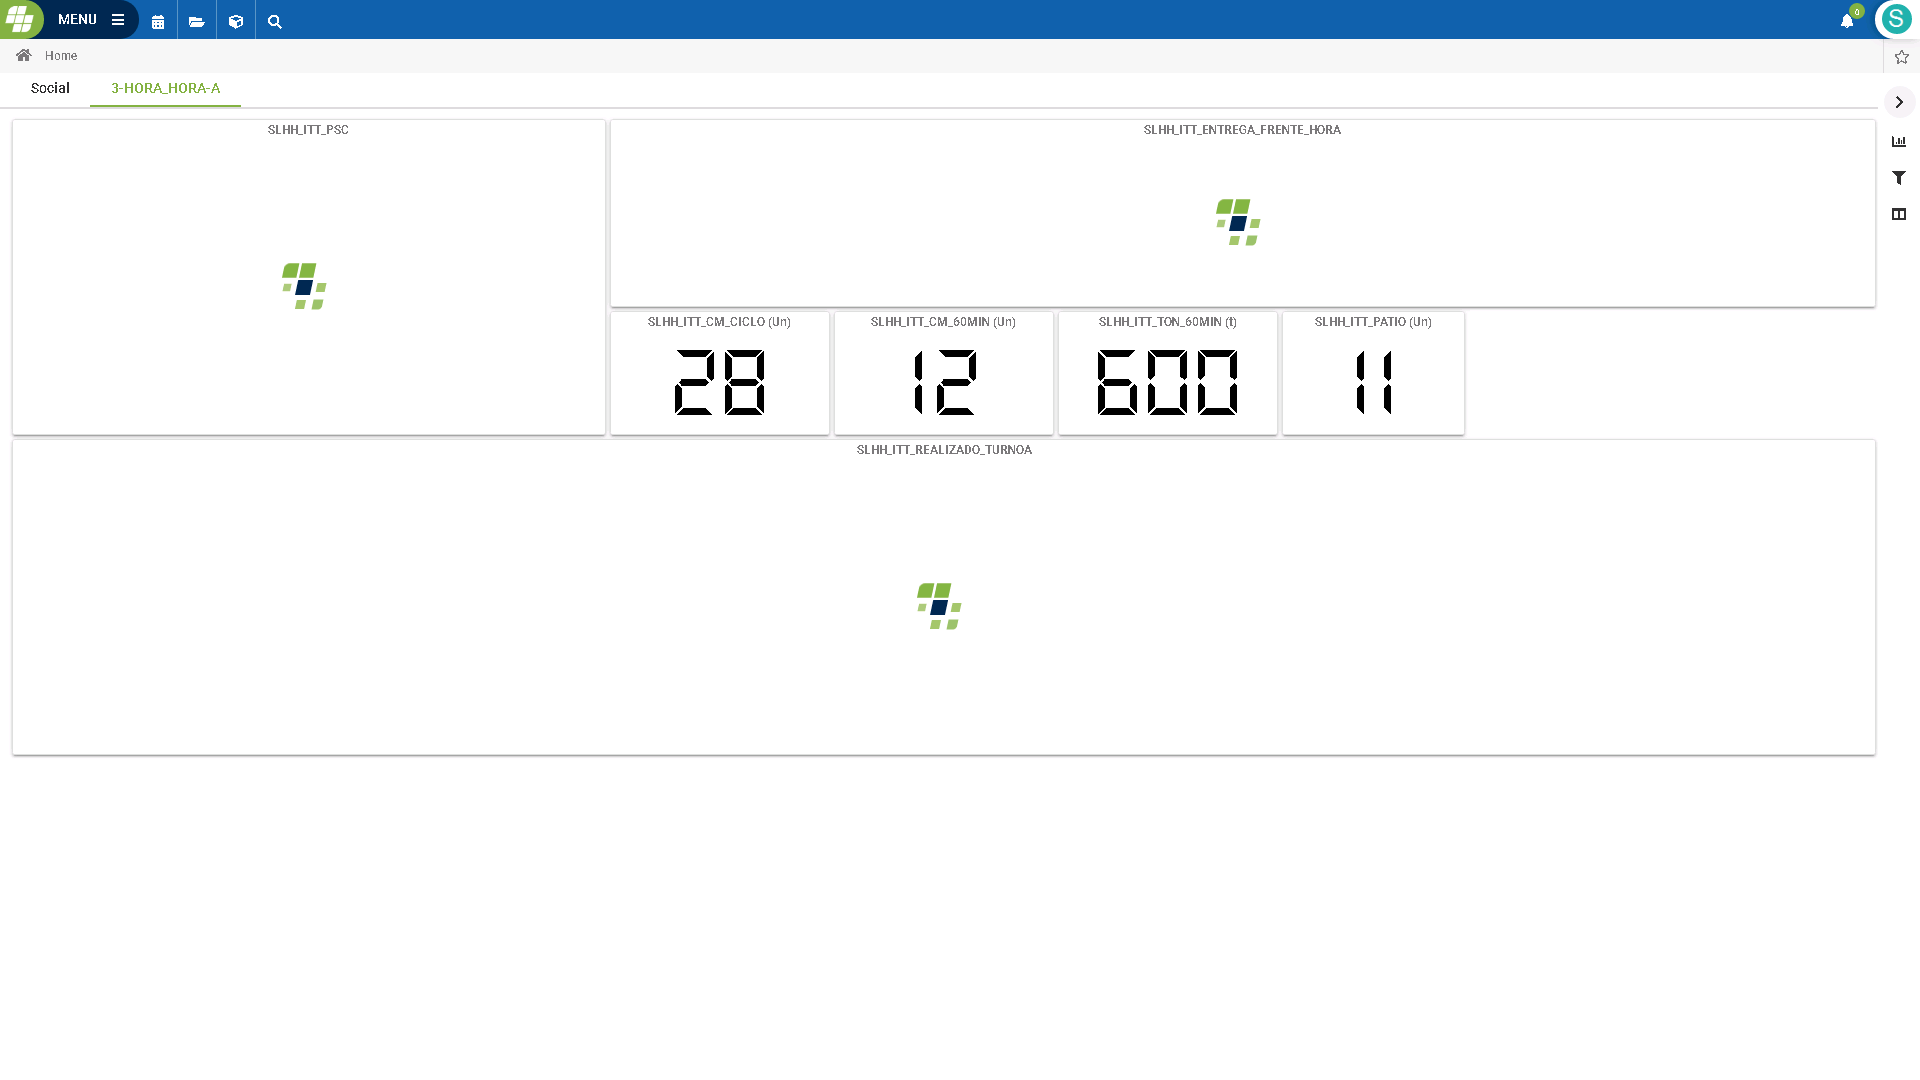 MENU
0
S
Home
Social
3-HORA_HORA-A
SLHH_ITT_PSC
SLHH_ITT_ENTREGA_FRENTE_HORA
SLHH_ITT_CM_CICLO (Un)
28
SLHH_ITT_CM_60MIN (Un)
12
SLHH_ITT_TON_60MIN (t)
600
SLHH_ITT_PATIO (Un)
11
SLHH_ITT_REALIZADO_TURNOA